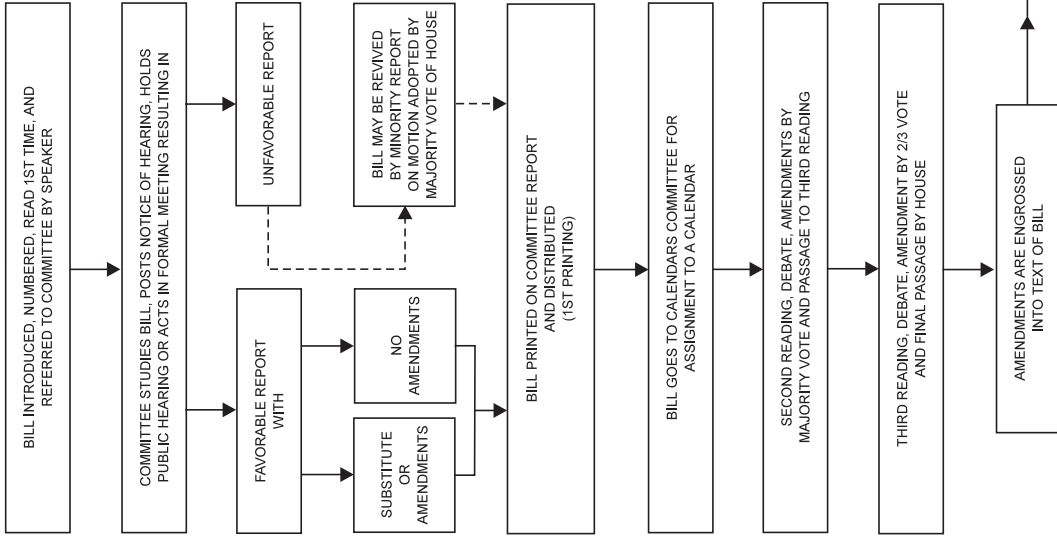 BILL INTRODUCED, NUMBERED, READ 1ST TIME, AND
REFERRED TO COMMITTEE BY SPEAKER
COMMITTEE STUDIES BILL, POSTS NOTICE OF HEARING, HOLDS
PUBLIC HEARING OR ACTS IN FORMAL MEETING RESULTING IN
FAVORABLE REPORT
WITH
UNFAVORABLE REPORT
SUBSTITUTE
OR
AMENDMENTS
NO
AMENDMENTS
BILL MAY BE REVIVED
BY MINORITY REPORT
ON MOTION ADOPTED BY
MAJORITY VOTE OF HOUSE
BILL PRINTED ON COMMITTEE REPORT
AND DISTRIBUTED
(1ST PRINTING)
BILL GOES TO CALENDARS COMMITTEE FOR
ASSIGNMENT TO A CALENDAR
SECOND READING, DEBATE, AMENDMENTS BY
MAJORITY VOTE AND PASSAGE TO THIRD READING
THIRD READING, DEBATE, AMENDMENT BY 2/3 VOTE
AND FINAL PASSAGE BY HOUSE
AMENDMENTS ARE ENGROSSED
INTO TEXT OF BILL